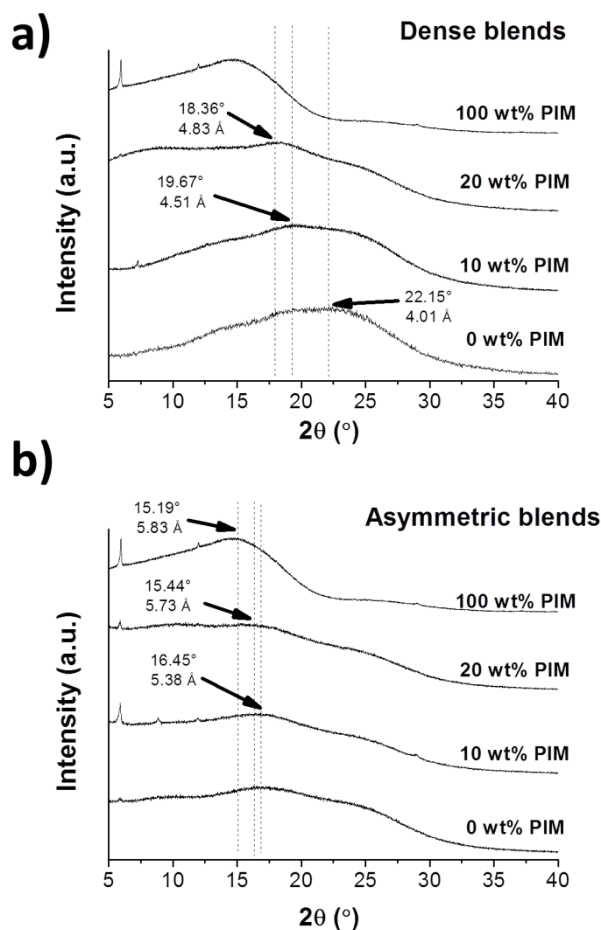 a)
Dense blends
100 wt% PIM
18.36°
4.83 Å
20 wt% PIM
19.67°
4.51 Å
10 wt% PIM
22.15°
4.01 Å
0 wt% PIM
Intensity (a.u.)
5 10 15 20 25 30 35 40
2θ (°)
b)
Asymmetric blends
15.19°
5.83 Å
100 wt% PIM
15.44°
5.73 Å
20 wt% PIM
16.45°
5.38 Å
10 wt% PIM
0 wt% PIM
Intensity (a.u.)
5 10 15 20 25 30 35 40
2θ (°)